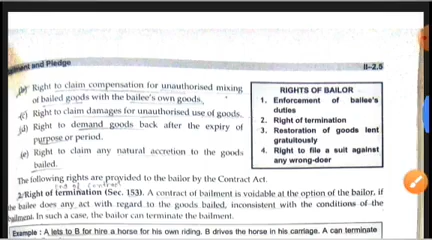 ment and Pledge
II-2.5
(b) Right to claim compensation for unauthorised mixing
of bailed goods with the bailee's own goods.
(c) Right to claim damages for unauthorised use of goods.
(d) Right to demand goods back after the expiry of
purpose or period.
(e) Right to claim any natural accretion to the goods
bailed.
RIGHTS OF BAILOR
1. Enforcement of bailee's
duties
2. Right of termination
3. Restoration of goods lent
gratuitously
4. Right to file a suit against
any wrong-doer
The following rights are provided to the bailor by the Contract Act.
end of contract
2. Right of termination (Sec. 153). A contract of bailment is voidable at the option of the bailor, if
the bailee does any act with regard to the goods bailed, inconsistent with the conditions of the
bailment. In such a case, the bailor can terminate the bailment.
Example : A lets to B for hire a horse for his own riding. B drives the horse in his carriage. A can terminate